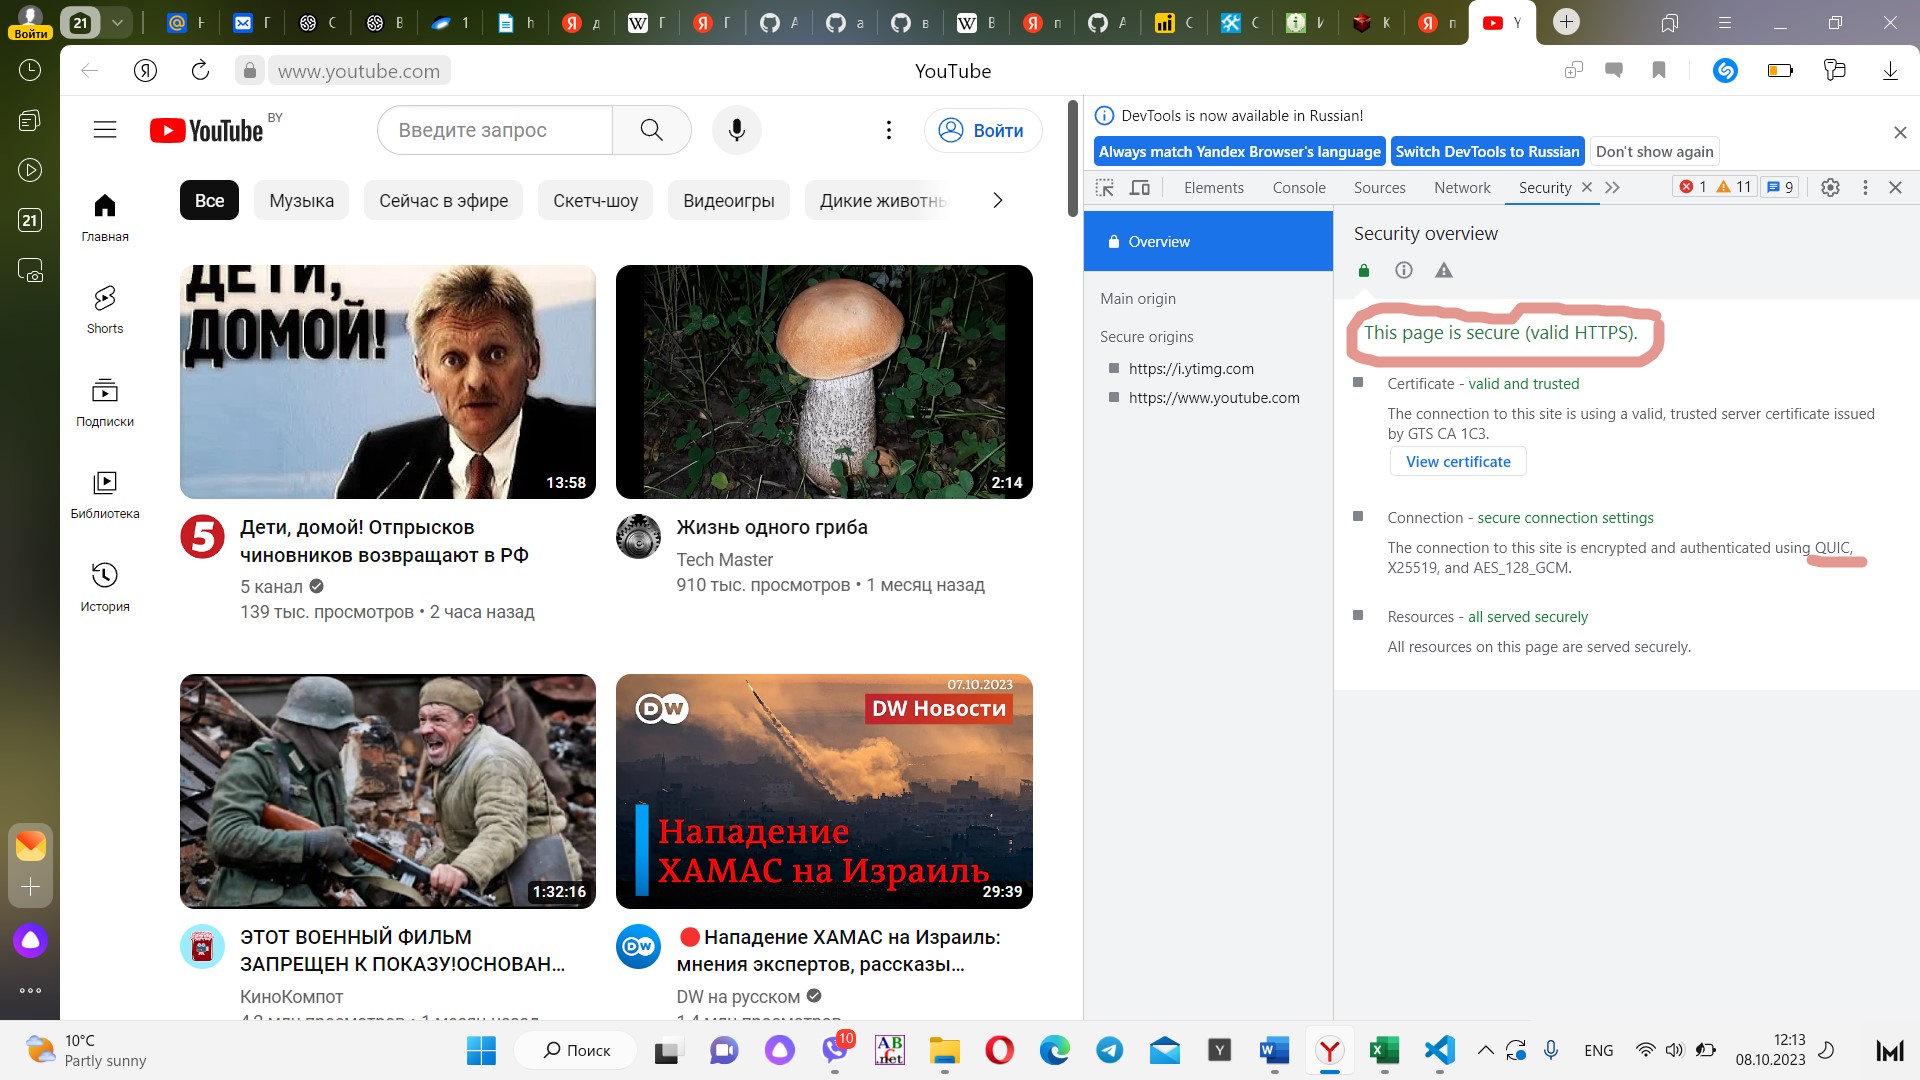 Войти
21
www.youtube.com
YouTube
YouTube BY
Введите запрос
Войти
Все
Музыка
Сейчас в эфире
Скетч-шоу
Видеоигры
21
Главная
Shorts
Подписки
Библиотека
История
ДЕТИ,
ДОМОЙ!
13:58
2:14
5
Дети, домой! Отпрысков
чиновников возвращают в РФ
5 канал
139 тыс. просмотров • 2 часа назад
Жизнь одного гриба
Tech Master
910 тыс. просмотров • 1 месяц назад
1:32:16
DW
07.10.2023
DW Новости
Нападение
ХАМАС на Израиль
29:39
ЭТОТ ВОЕННЫЙ ФИЛЬМ
ЗАПРЕЩЕН К ПОКАЗУ!ОСНОВАН...
КиноКомпот
DW
Нападение ХАМАС на Израиль:
мнения экспертов, рассказы...
DW на русском
DevTools is now available in Russian!
Always match Yandex Browser's language
Switch DevTools to Russian
Don't show again
Elements
Console
Sources
Network
Security
1
11
9
Overview
Main origin
Secure origins
https://i.ytimg.com
https://www.youtube.com
Security overview
This page is secure (valid HTTPS).
Certificate - valid and trusted
The connection to this site is using a valid, trusted server certificate issued
by GTS CA 1C3.
View certificate
Connection - secure connection settings
The connection to this site is encrypted and authenticated using QUIC,
X25519, and AES_128_GCM.
Resources - all served securely
All resources on this page are served securely.
10°C
Partly sunny
Поиск
10
ENG
12:13
08.10.2023